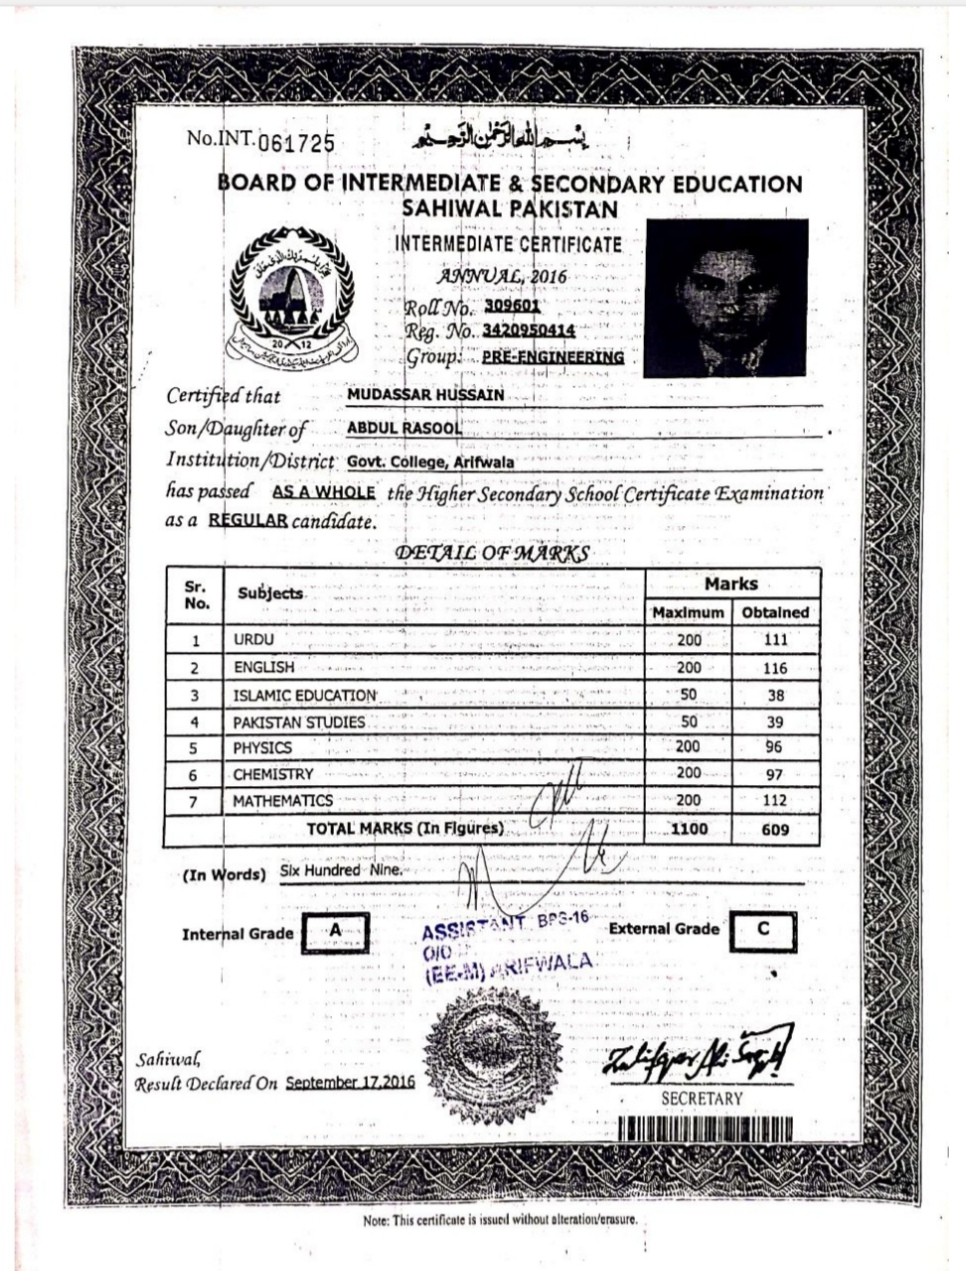 No.INT. 061725
بسم الله الرحمن الرحيم
BOARD OF INTERMEDIATE & SECONDARY EDUCATION
SAHIWAL PAKISTAN
INTERMEDIATE CERTIFICATE
ANNUAL, 2016
Roll No. 309601
Reg. No. 3420950414
Group: PRE-ENGINEERING
20 12
Certified that MUDASSAR HUSSAIN
Son/Daughter of ABDUL RASOOL
Institution/District Govt. College, Arifwala
has passed AS A WHOLE the Higher Secondary School Certificate Examination
as a REGULAR candidate.
DETAIL OF MARKS
Sr. No. Subjects Marks
Maximum Obtained
1 URDU 200 111
2 ENGLISH 200 116
3 ISLAMIC EDUCATION 50 38
4 PAKISTAN STUDIES 50 39
5 PHYSICS 200 96
6 CHEMISTRY 200 97
7 MATHEMATICS 200 112
TOTAL MARKS (In Figures) 1100 609
(In Words) Six Hundred Nine.
Internal Grade A
ASSISTANT BPS-16
O/O
(EE-M) ARIFWALA
External Grade C
Sahiwal,
Result Declared On September 17,2016
SECRETARY
Note: This certificate is issued without alteration/erasure.